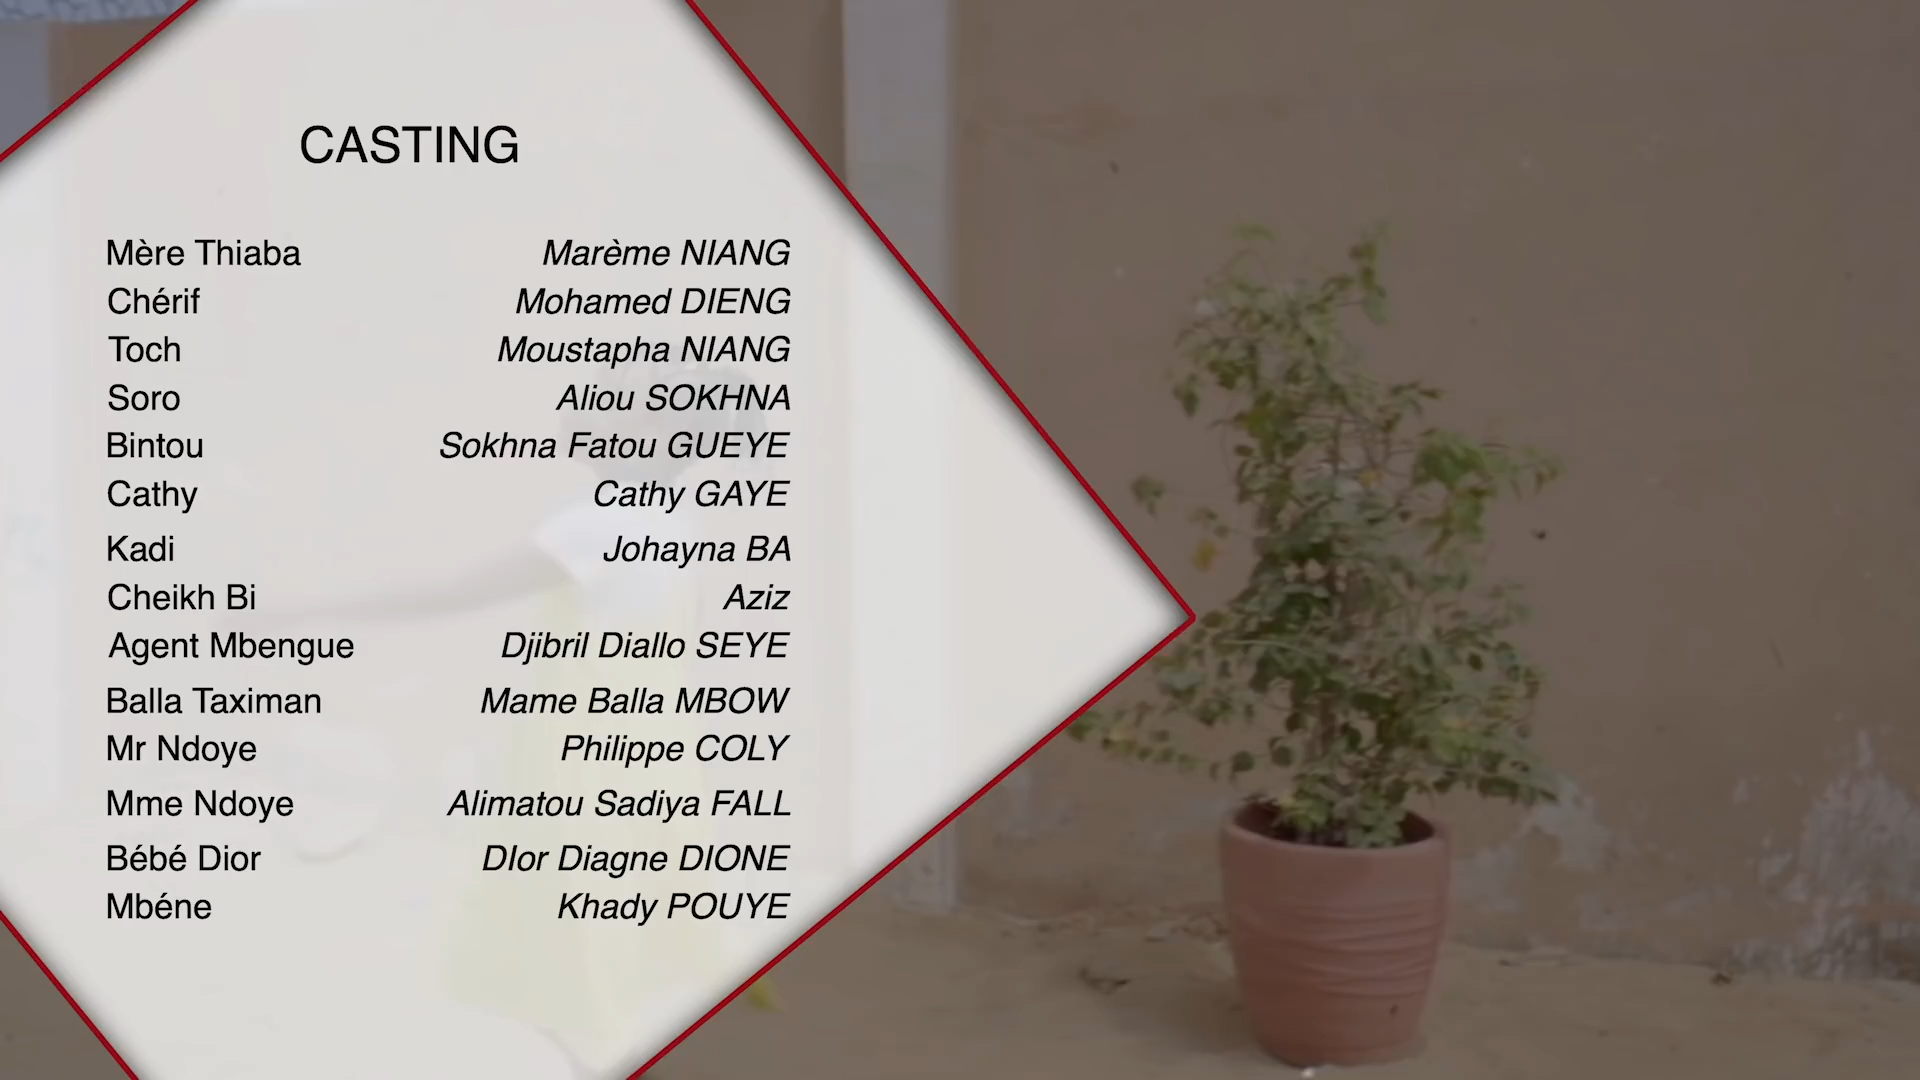 CASTING
Mère Thiaba Marème NIANG
Chérif Mohamed DIENG
Toch Moustapha NIANG
Soro Aliou SOKHNA
Bintou Sokhna Fatou GUEYE
Cathy Cathy GAYE
Kadi Johayna BA
Cheikh Bi Aziz
Agent Mbengue Djibril Diallo SEYE
Balla Taximan Mame Balla MBOW
Mr Ndoye Philippe COLY
Mme Ndoye Alimatou Sadiya FALL
Bébé Dior DIor Diagne DIONE
Mbéne Khady POUYE